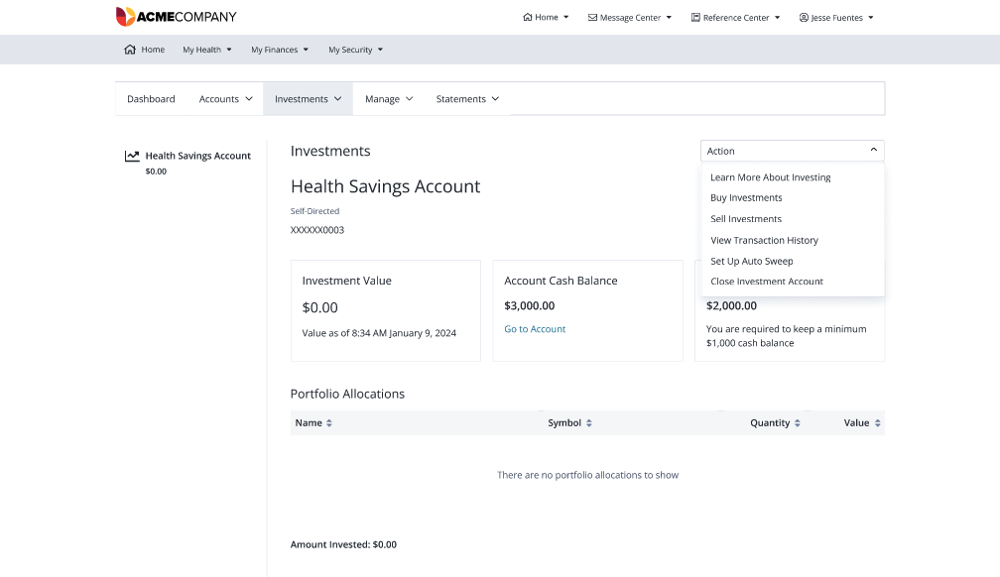 ACMECOMPANY
Home Message Center Reference Center Jesse Fuentes
Home My Health My Finances My Security
Dashboard Accounts Investments Manage Statements
Health Savings Account
$0.00
Investments
Action
Learn More About Investing
Buy Investments
Sell Investments
View Transaction History
Set Up Auto Sweep
Close Investment Account
Health Savings Account
Self-Directed
XXXXXX0003
Investment Value
$0.00
Value as of 8:34 AM January 9, 2024
Account Cash Balance
$3,000.00
Go to Account
$2,000.00
You are required to keep a minimum
$1,000 cash balance
Portfolio Allocations
Name Symbol Quantity Value
There are no portfolio allocations to show
Amount Invested: $0.00